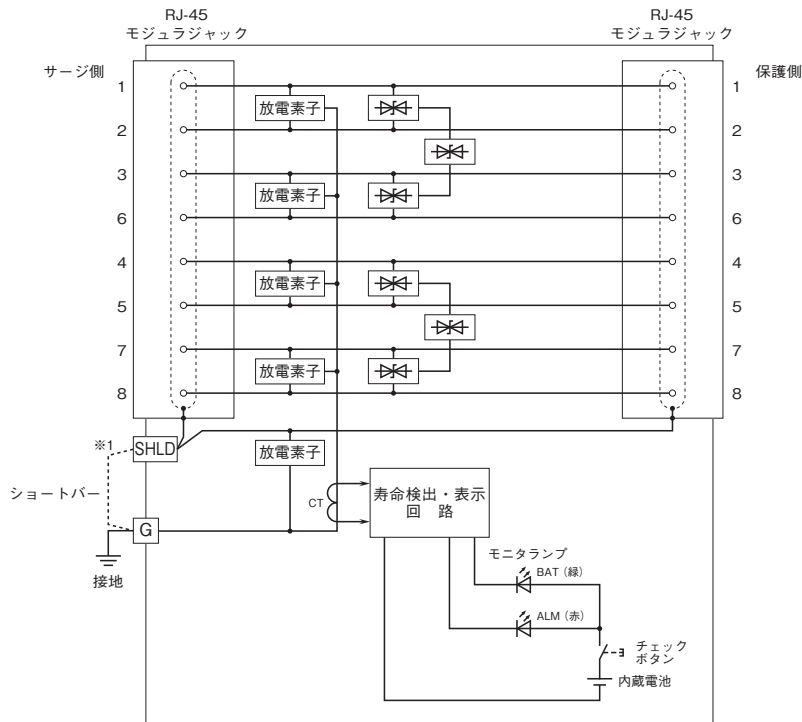 RJ-45
モジュラジャック
RJ-45
モジュラジャック
サージ側
保護側
1
放電素子
1
2
2
3
放電素子
3
6
6
4
放電素子
4
5
5
7
放電素子
7
8
8
※1
SHLD
放電素子
ショートバー
CT
寿命検出・表示
回 路
G
接地
モニタランプ
BAT（緑）
ALM（赤）
チェック
ボタン
内蔵電池